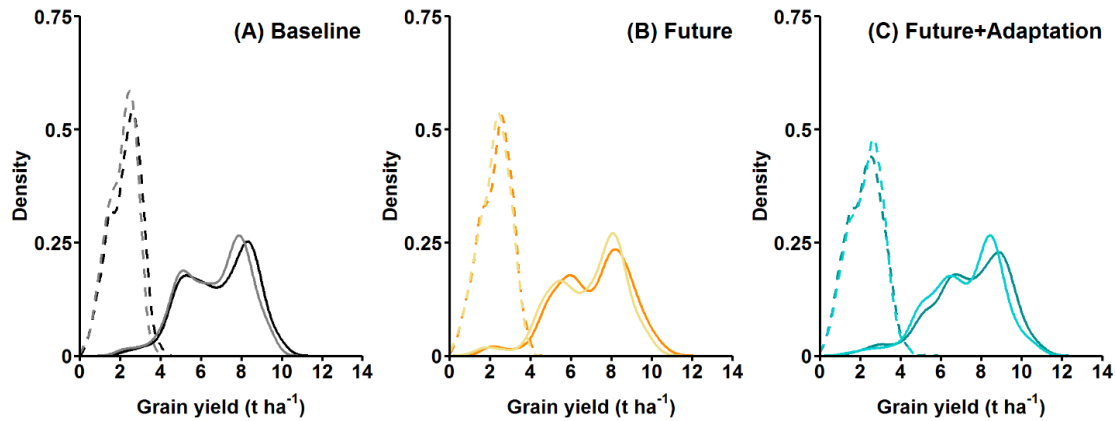 (A) Baseline
Density
0.75
0.5
0.25
0
0 2 4 6 8 10 12 14
Grain yield (t ha⁻¹)
(B) Future
Density
0.75
0.5
0.25
0
0 2 4 6 8 10 12 14
Grain yield (t ha⁻¹)
(C) Future+Adaptation
Density
0.75
0.5
0.25
0
0 2 4 6 8 10 12 14
Grain yield (t ha⁻¹)